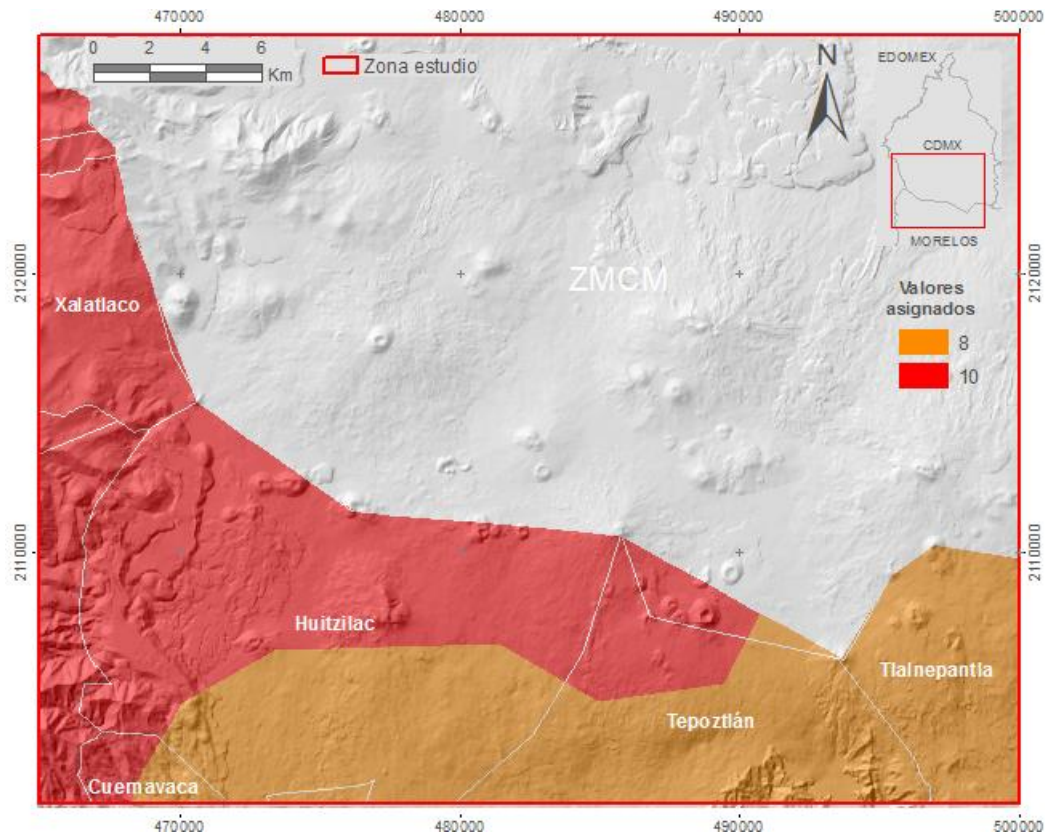 470000 480000 490000 500000
0 2 4 6
Km
Zona estudio
N
EDOMEX
CDMX
MORELOS
2120000
2120000
ZMCM
Valores
asignados
8
10
Xalatlaco
2110000
2110000
Huitzilac
Tlalnepantla
Tepoztlán
Cuernavaca
470000 480000 490000 500000